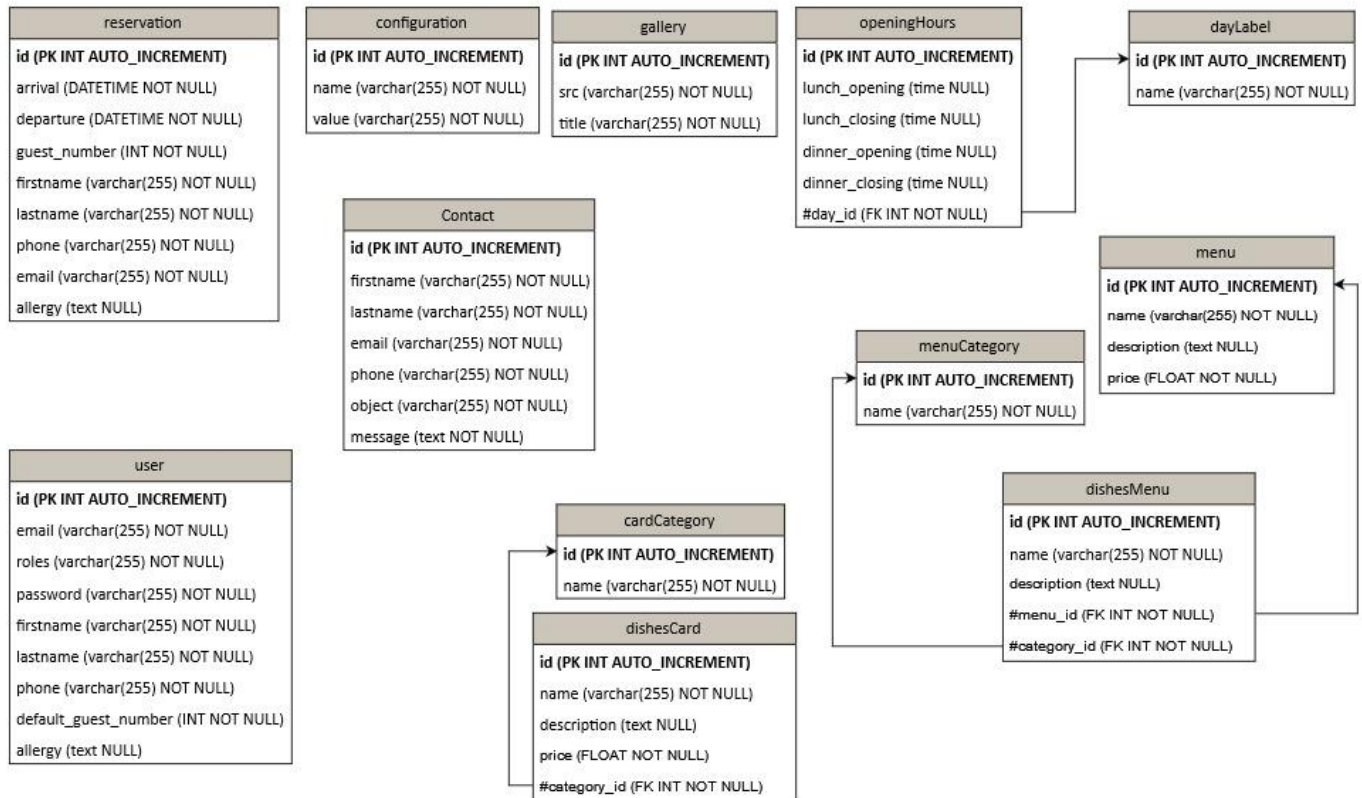 reservation
id (PK INT AUTO_INCREMENT)
arrival (DATETIME NOT NULL)
departure (DATETIME NOT NULL)
guest_number (INT NOT NULL)
firstname (varchar(255) NOT NULL)
lastname (varchar(255) NOT NULL)
phone (varchar(255) NOT NULL)
email (varchar(255) NOT NULL)
allergy (text NULL)
configuration
id (PK INT AUTO_INCREMENT)
name (varchar(255) NOT NULL)
value (varchar(255) NOT NULL)
gallery
id (PK INT AUTO_INCREMENT)
src (varchar(255) NOT NULL)
title (varchar(255) NOT NULL)
openingHours
id (PK INT AUTO_INCREMENT)
lunch_opening (time NULL)
lunch_closing (time NULL)
dinner_opening (time NULL)
dinner_closing (time NULL)
#day_id (FK INT NOT NULL)
dayLabel
id (PK INT AUTO_INCREMENT)
name (varchar(255) NOT NULL)
Contact
id (PK INT AUTO_INCREMENT)
firstname (varchar(255) NOT NULL)
lastname (varchar(255) NOT NULL)
email (varchar(255) NOT NULL)
phone (varchar(255) NOT NULL)
object (varchar(255) NOT NULL)
message (text NOT NULL)
menu
id (PK INT AUTO_INCREMENT)
name (varchar(255) NOT NULL)
description (text NULL)
price (FLOAT NOT NULL)
menuCategory
id (PK INT AUTO_INCREMENT)
name (varchar(255) NOT NULL)
user
id (PK INT AUTO_INCREMENT)
email (varchar(255) NOT NULL)
roles (varchar(255) NOT NULL)
password (varchar(255) NOT NULL)
firstname (varchar(255) NOT NULL)
lastname (varchar(255) NOT NULL)
phone (varchar(255) NOT NULL)
default_guest_number (INT NOT NULL)
allergy (text NULL)
cardCategory
id (PK INT AUTO_INCREMENT)
name (varchar(255) NOT NULL)
dishesCard
id (PK INT AUTO_INCREMENT)
name (varchar(255) NOT NULL)
description (text NULL)
price (FLOAT NOT NULL)
#category_id (FK INT NOT NULL)
dishesMenu
id (PK INT AUTO_INCREMENT)
name (varchar(255) NOT NULL)
description (text NULL)
#menu_id (FK INT NOT NULL)
#category_id (FK INT NOT NULL)